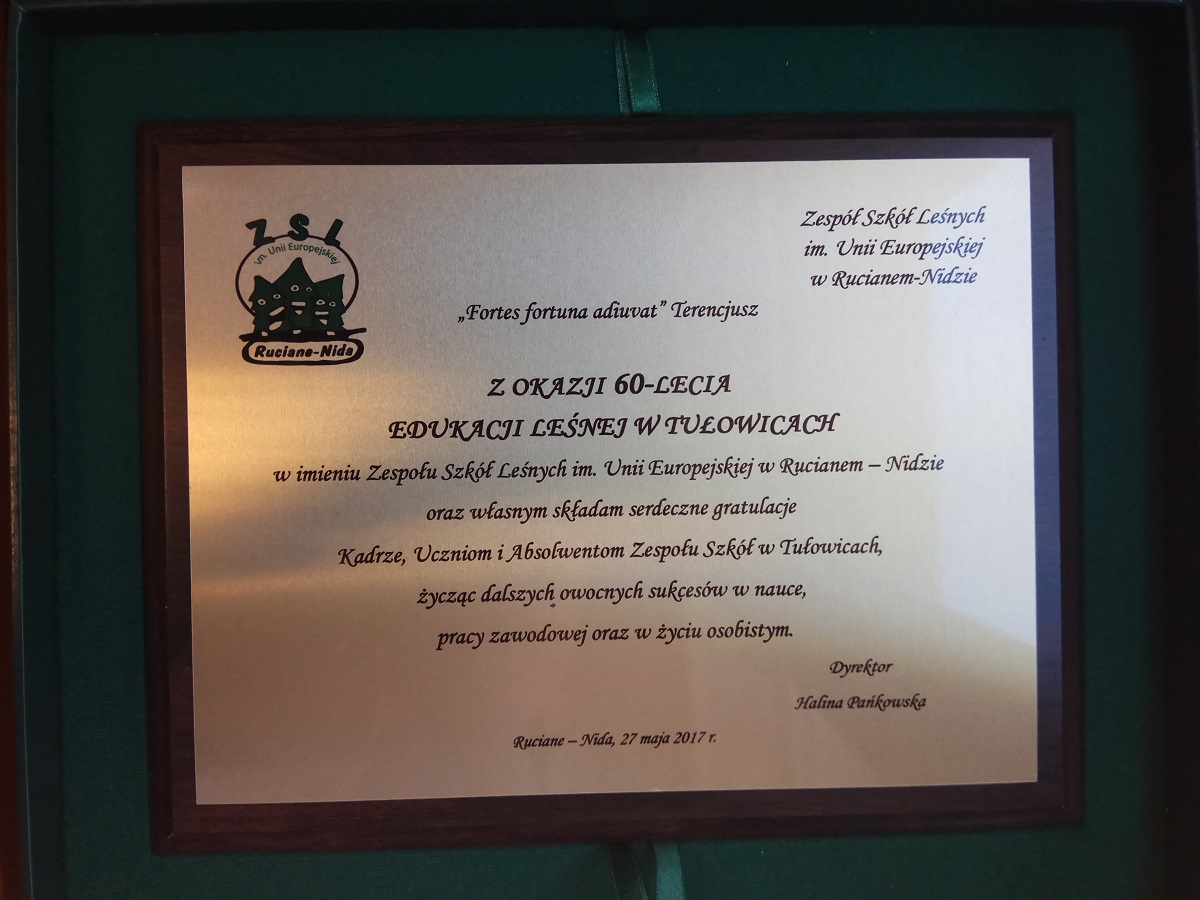 ZSL
im. Unii Europejskiej
Ruciane-Nida
Zespół Szkół Leśnych
im. Unii Europejskiej
w Rucianem-Nidzie
„Fortes fortuna adiuvat” Terencjusz
Z OKAZJI 60-LECIA
EDUKACJI LEŚNEJ W TUŁOWICACH
w imieniu Zespołu Szkół Leśnych im. Unii Europejskiej w Rucianem – Nidzie
oraz własnym składam serdeczne gratulacje
Kadrze, Uczniom i Absolwentom Zespołu Szkół w Tułowicach,
życząc dalszych owocnych sukcesów w nauce,
pracy zawodowej oraz w życiu osobistym.
Dyrektor
Halina Pańkowska
Ruciane – Nida, 27 maja 2017 r.